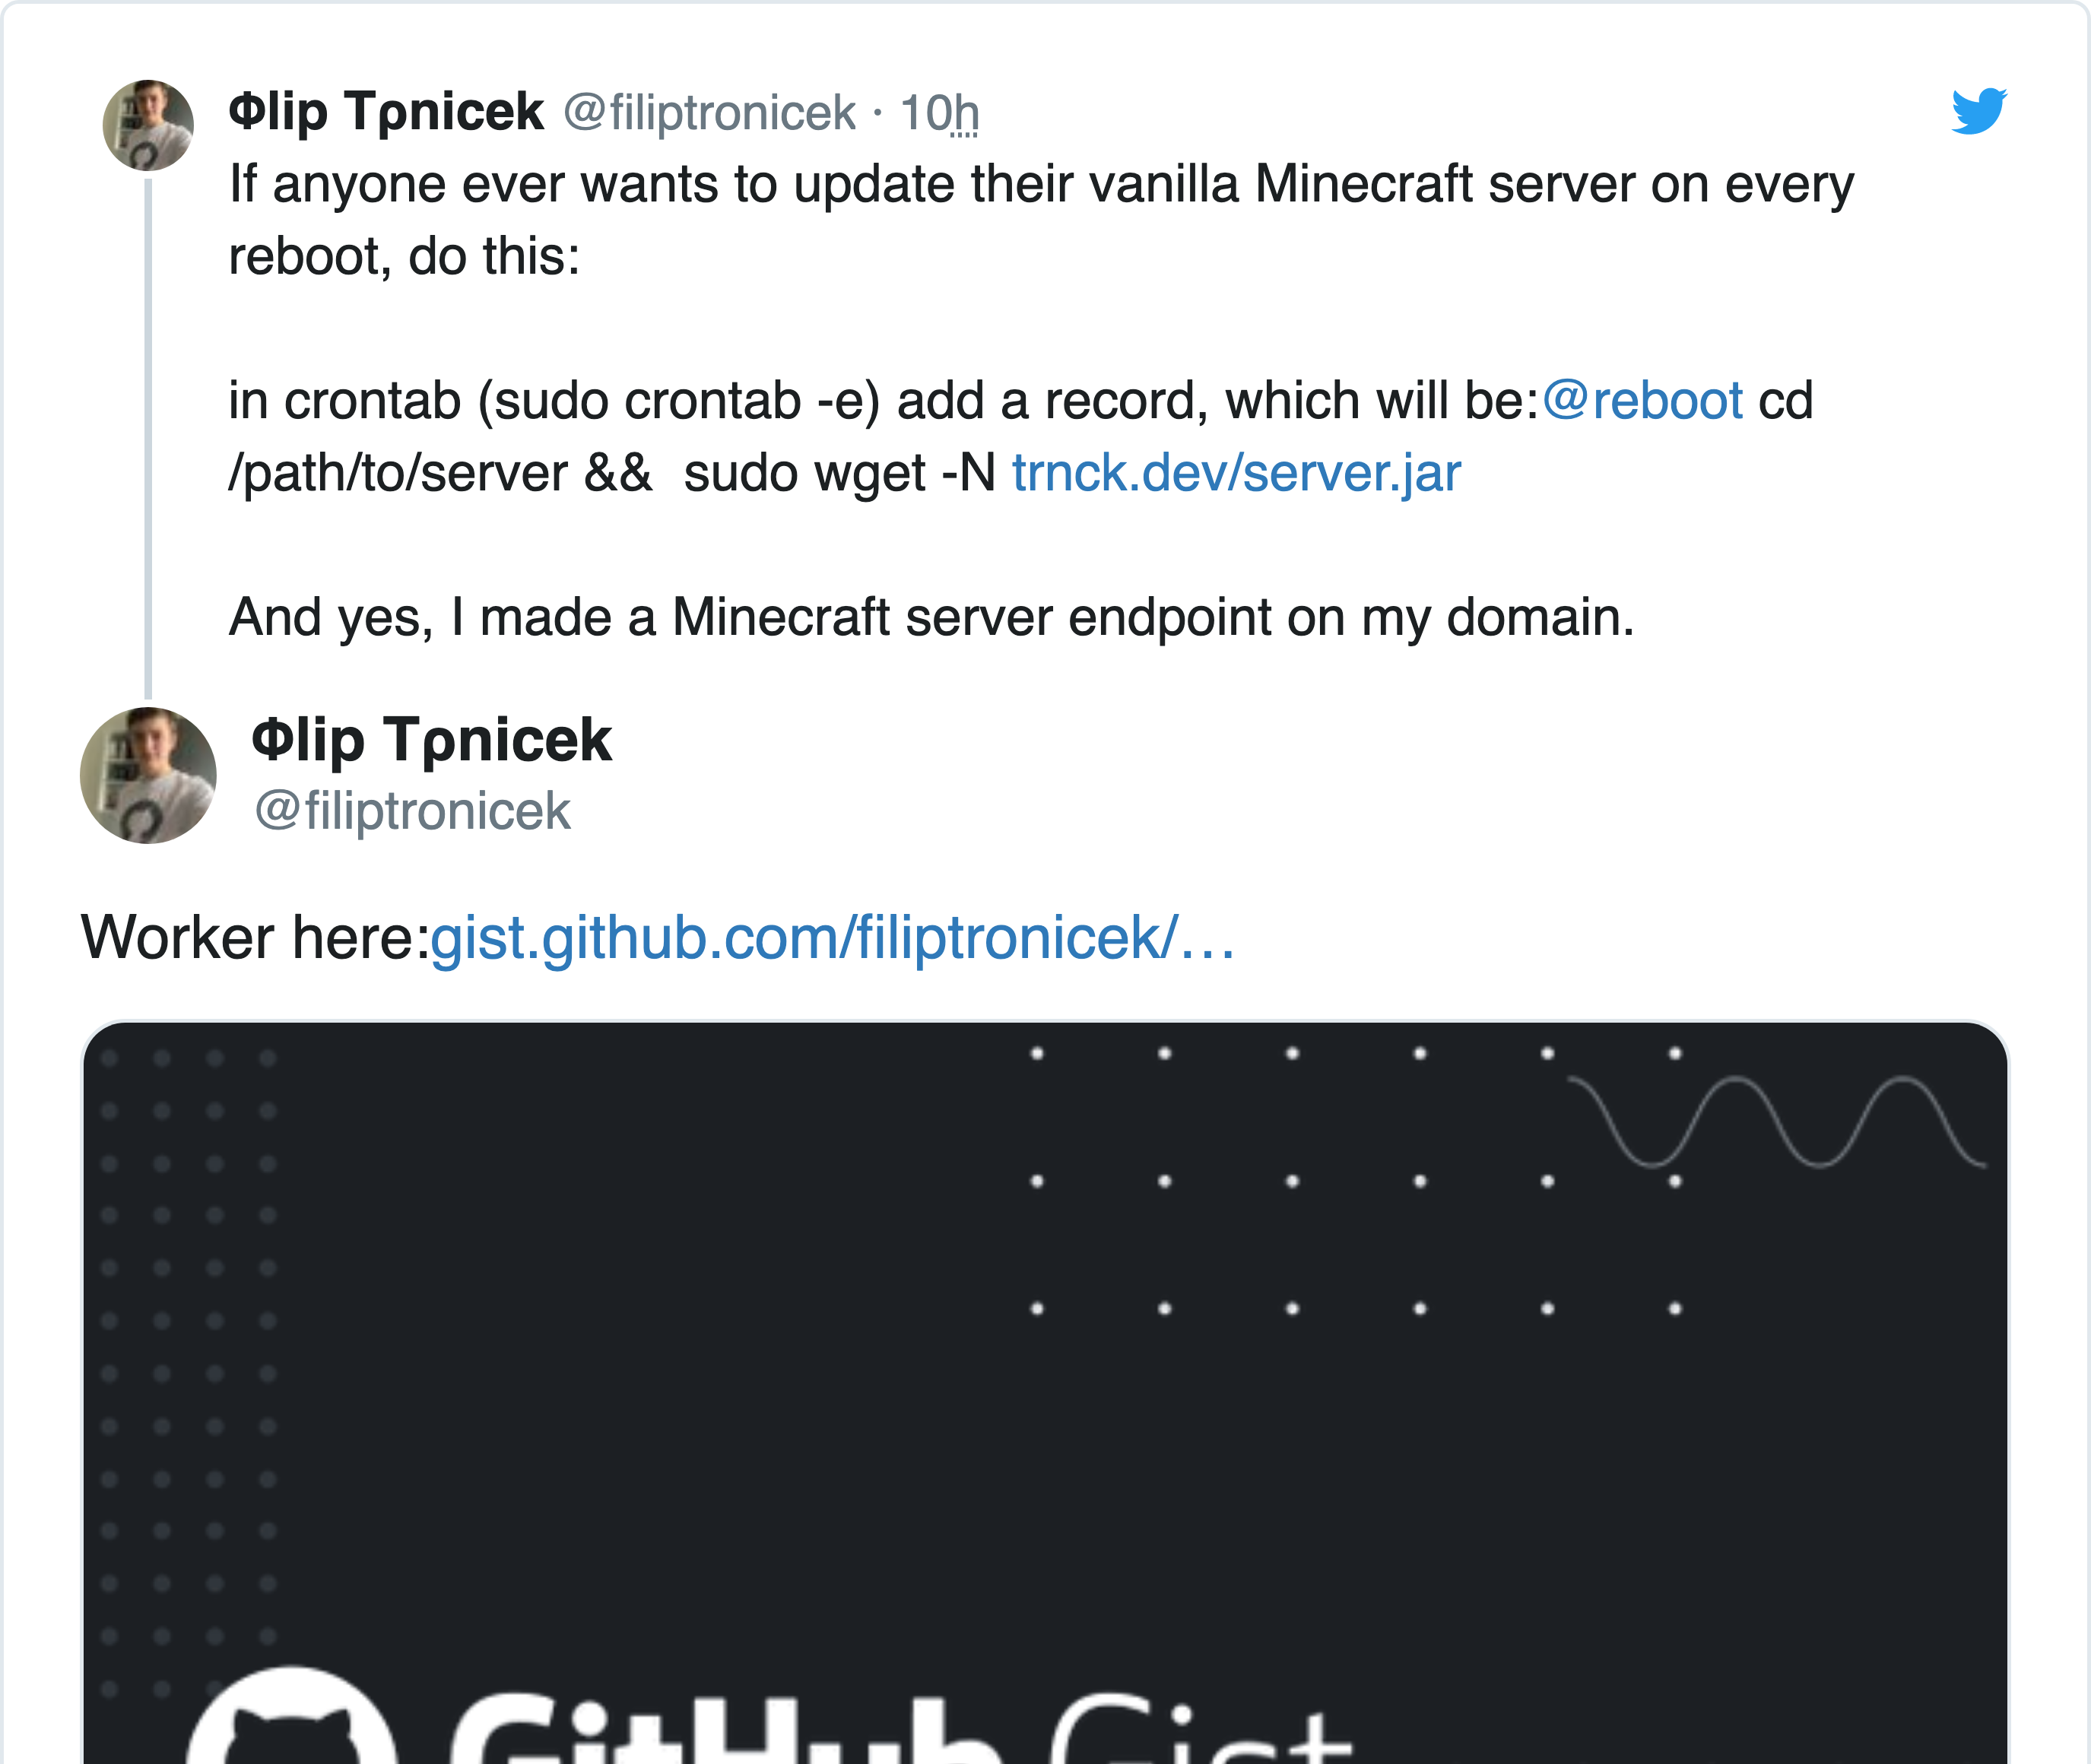 Φlip Tρnicek @filiptronicek · 10h
If anyone ever wants to update their vanilla Minecraft server on every
reboot, do this:
in crontab (sudo crontab -e) add a record, which will be:@reboot cd
/path/to/server &&  sudo wget -N trnck.dev/server.jar
And yes, I made a Minecraft server endpoint on my domain.
Φlip Tρnicek
@filiptronicek
Worker here:gist.github.com/filiptronicek/…
GitHub Gist